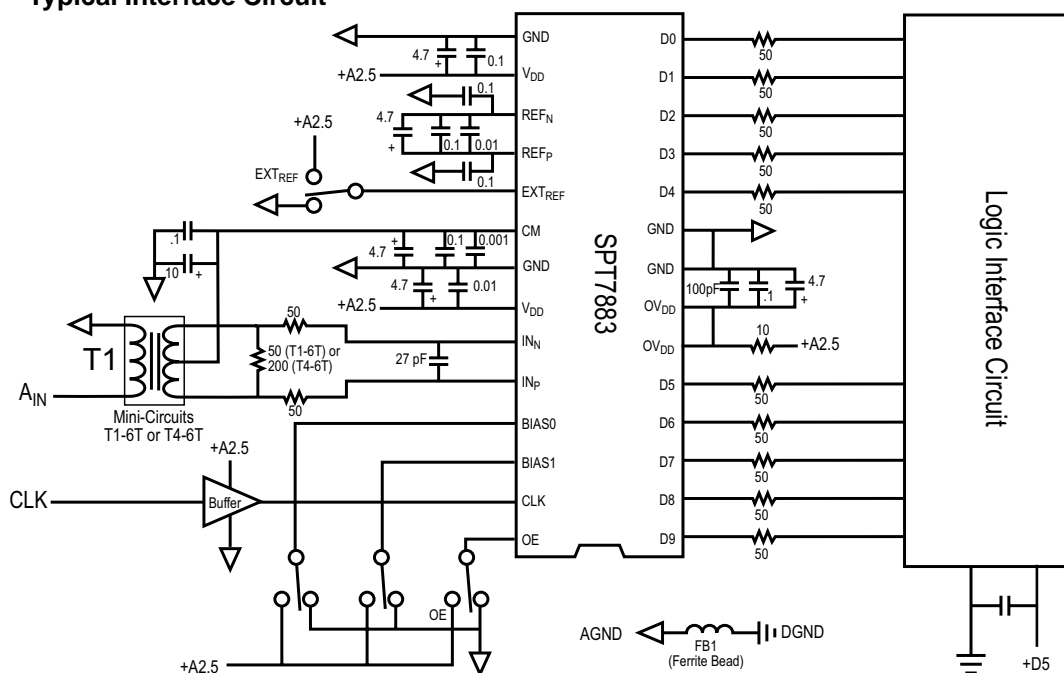 Typical Interface Circuit
GND
4.7
+
0.1
+A2.5
VDD
0.1
REFN
+A2.5
4.7
+
0.1
0.01
REFP
0.1
EXTREF
EXTREF
CM
.1
10
+
+
4.7
0.1
0.001
GND
4.7
+
0.01
+A2.5
VDD
50
INN
T1
50 (T1-6T) or
200 (T4-6T)
27 pF
INP
50
AIN
Mini-Circuits
T1-6T or T4-6T
BIAS0
+A2.5
BIAS1
CLK
Buffer
CLK
OE
OE
+A2.5
SPT7883
D0
50
D1
50
D2
50
D3
50
D4
50
GND
GND
100pF
.1
4.7
+
OVDD
OVDD
10
+A2.5
D5
50
D6
50
D7
50
D8
50
D9
50
Logic Interface Circuit
AGND
FB1
(Ferrite Bead)
DGND
+D5